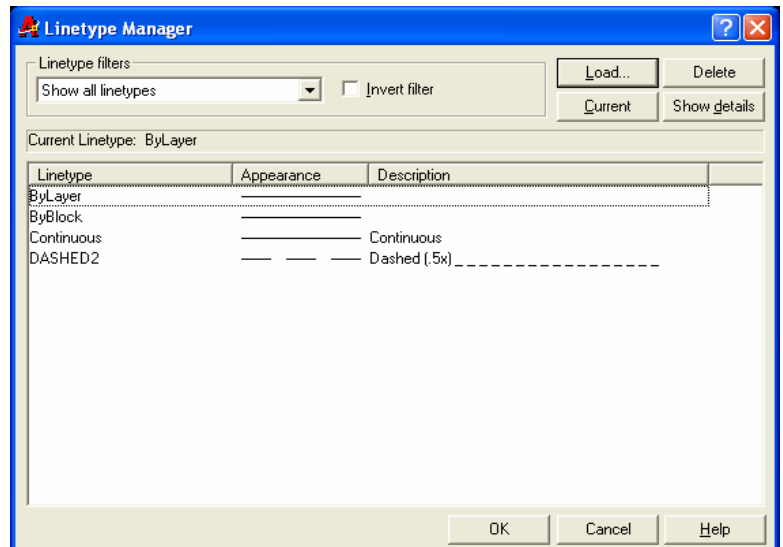 Linetype Manager
Linetype filters
Show all linetypes
Invert filter
Load...
Delete
Current
Show details
Current Linetype: ByLayer
Linetype Appearance Description
ByLayer
ByBlock
Continuous Continuous
DASHED2 Dashed (.5x) _ _ _ _ _ _ _ _ _ _ _ _ _ _ _ _ _ _
OK Cancel Help